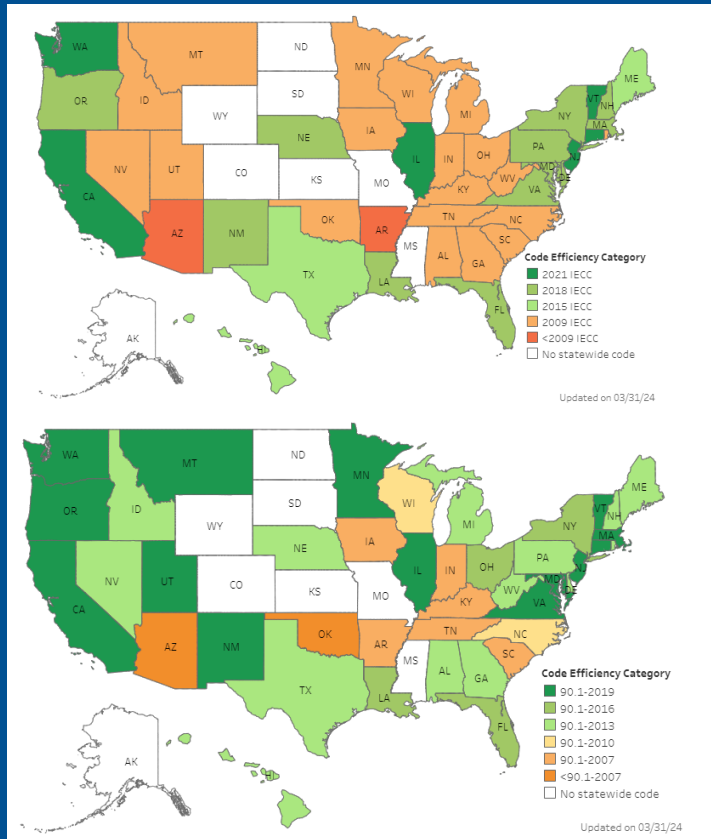 WA
MT
ND
MN
ME
OR
ID
SD
WI
VT
NH
WY
MI
NY
MA
NE
IA
PA
NV
UT
CO
IL
IN
OH
NJ
MD
DE
CA
KS
MO
KY
WV
VA
AZ
NM
OK
AR
TN
NC
SC
MS
AL
GA
TX
LA
FL
AK
HI
Code Efficiency Category
2021 IECC
2018 IECC
2015 IECC
2009 IECC
<2009 IECC
No statewide code
Updated on 03/31/24
WA
MT
ND
MN
ME
OR
ID
SD
WI
VT
NH
WY
MI
NY
MA
NE
IA
PA
NV
UT
CO
IL
IN
OH
NJ
MD
DE
CA
KS
MO
KY
WV
VA
AZ
NM
OK
AR
TN
NC
SC
MS
AL
GA
TX
LA
FL
AK
HI
Code Efficiency Category
90.1-2019
90.1-2016
90.1-2013
90.1-2010
90.1-2007
<90.1-2007
No statewide code
Updated on 03/31/24